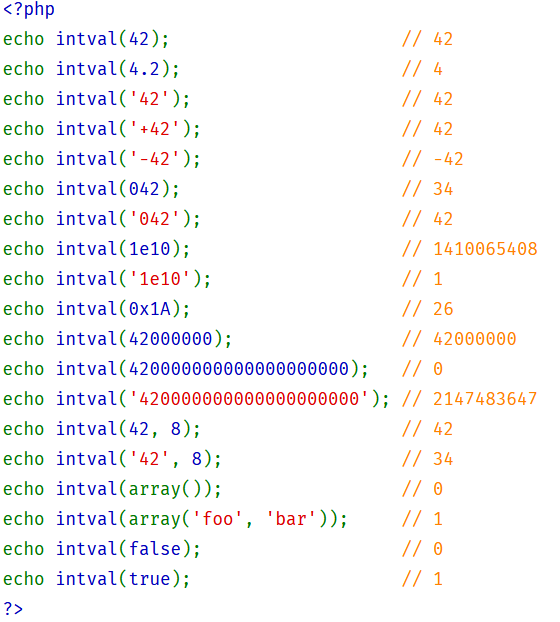 <?php
echo intval(42);                      // 42
echo intval(4.2);                     // 4
echo intval('42');                    // 42
echo intval('+42');                   // 42
echo intval('-42');                   // -42
echo intval(042);                     // 34
echo intval('042');                   // 42
echo intval(1e10);                    // 1410065408
echo intval('1e10');                  // 1
echo intval(0x1A);                    // 26
echo intval(42000000);                // 42000000
echo intval(420000000000000000000);   // 0
echo intval('420000000000000000000'); // 2147483647
echo intval(42, 8);                   // 42
echo intval('42', 8);                 // 34
echo intval(array());                 // 0
echo intval(array('foo', 'bar'));     // 1
echo intval(false);                   // 0
echo intval(true);                    // 1
?>